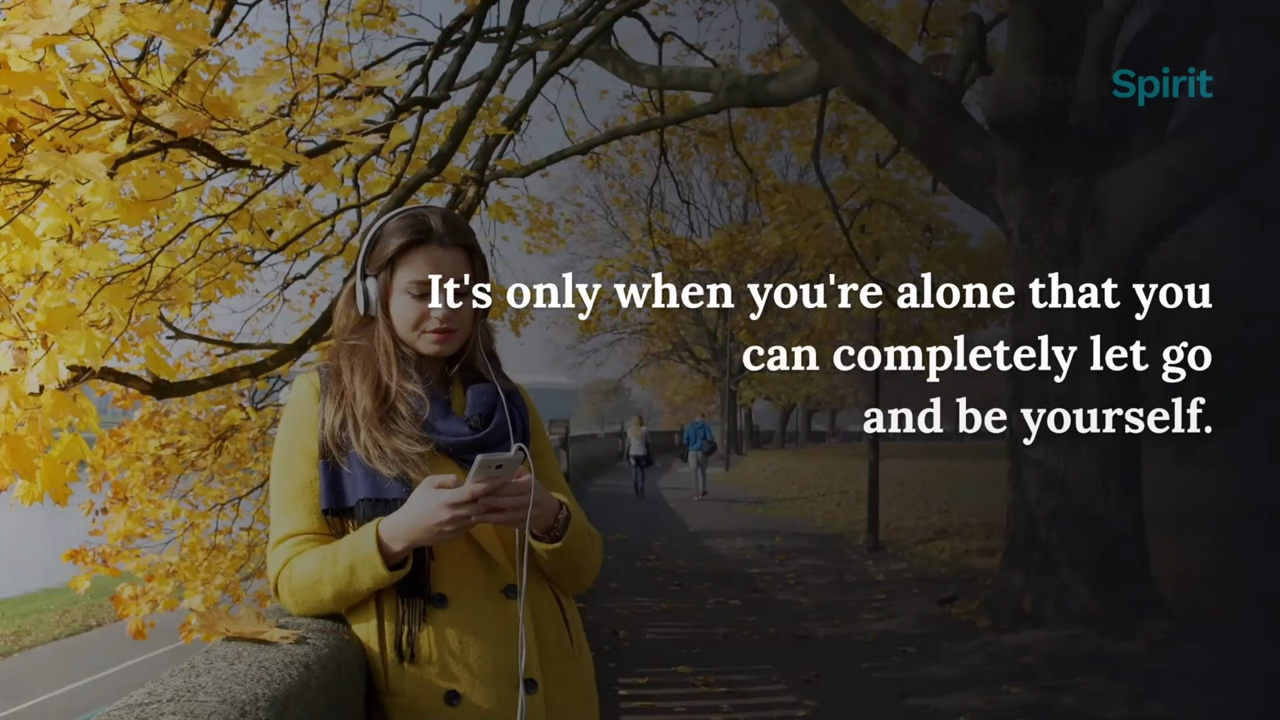 Spirit
It's only when you're alone that you
can completely let go
and be yourself.